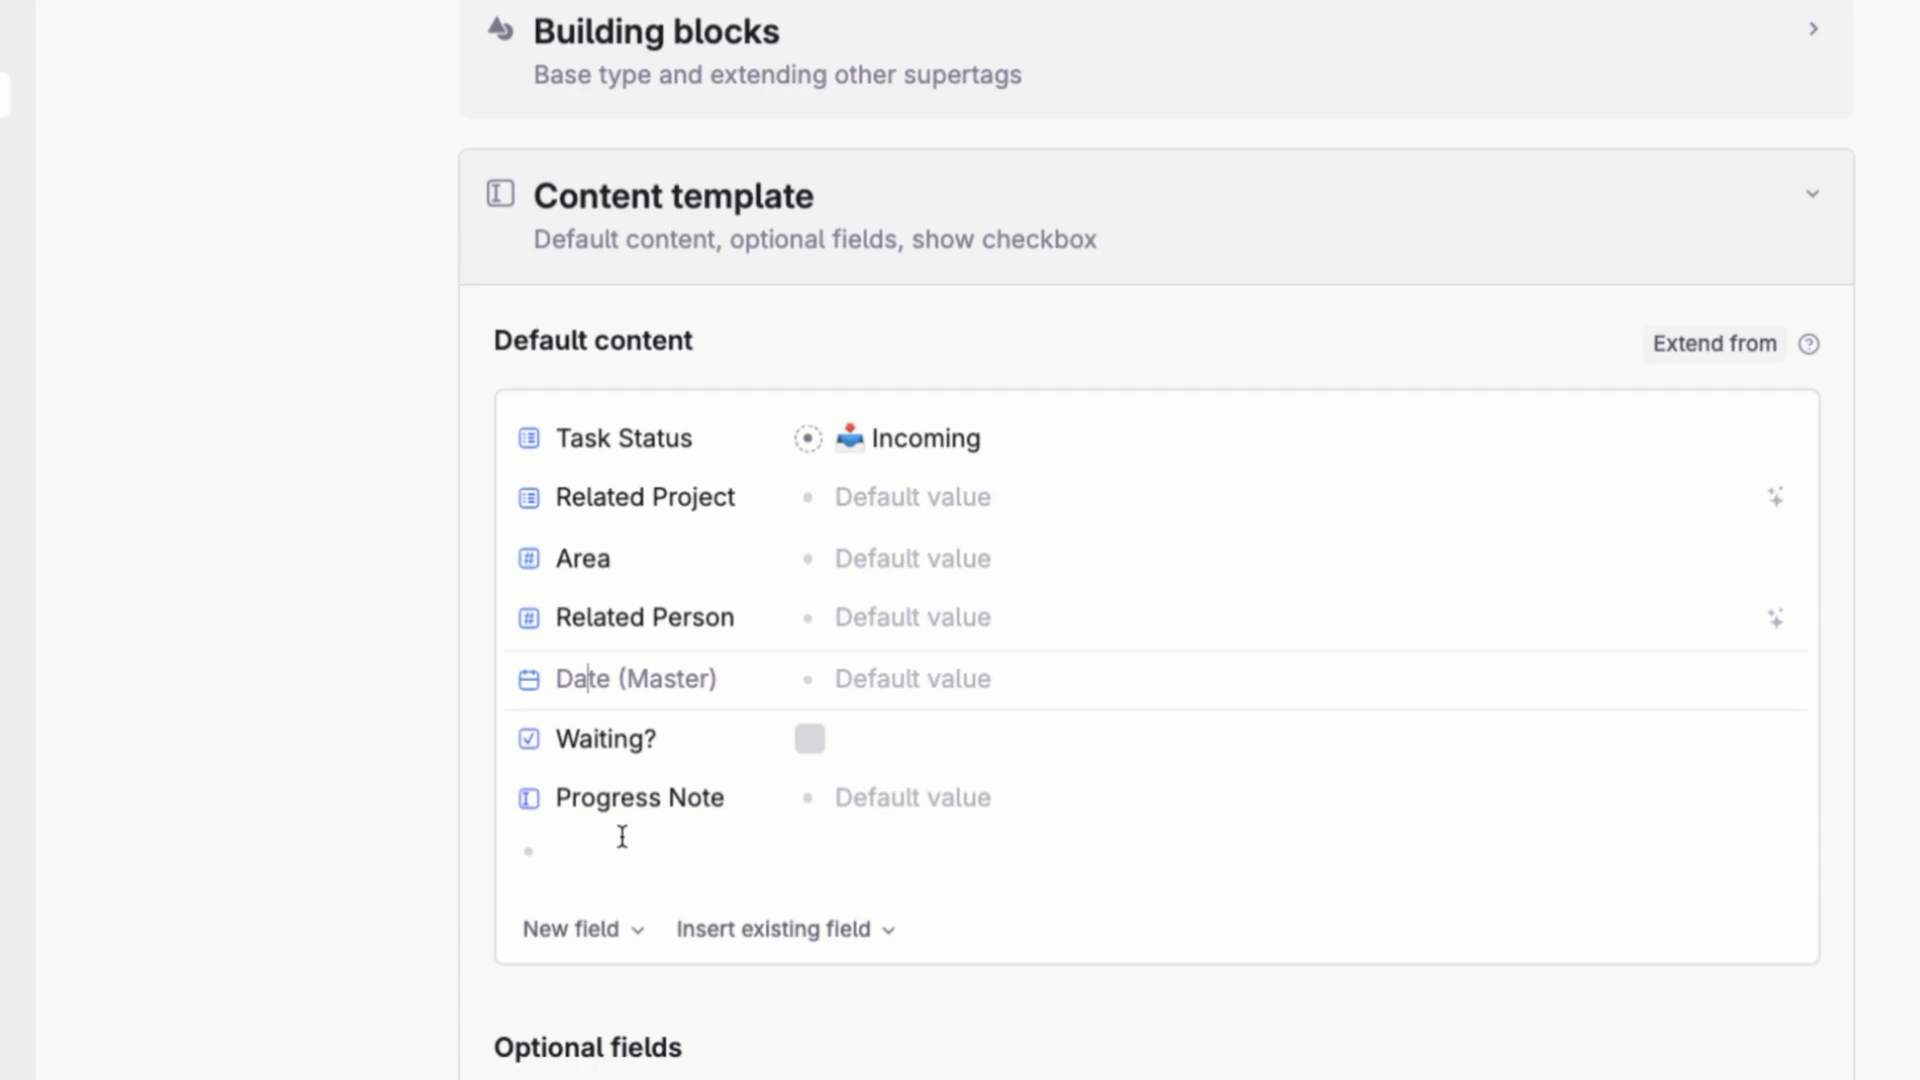 Building blocks
Base type and extending other supertags
Content template
Default content, optional fields, show checkbox
Default content
Extend from
Task Status Incoming
Related Project Default value
Area Default value
Related Person Default value
Date (Master) Default value
Waiting?
Progress Note Default value
New field Insert existing field
Optional fields